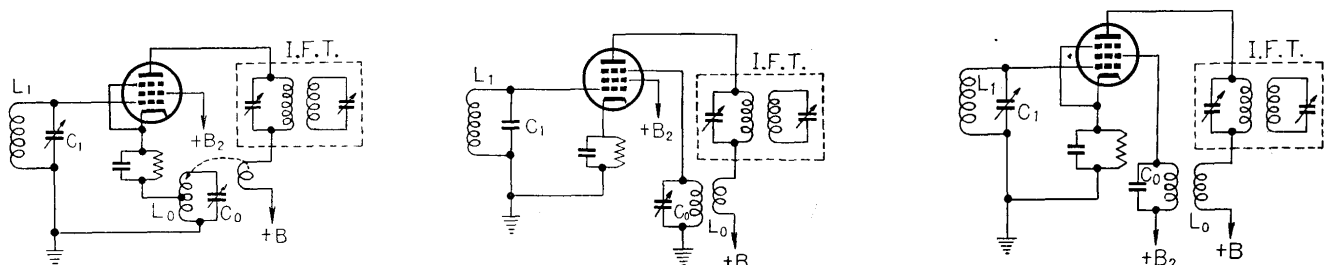 I.F.T.
L1
C1
+B2
L0
C0
+B
I.F.T.
L1
C1
+B2
C0
L0
+B
I.F.T.
L1
C1
C0
L0
+B2
+B